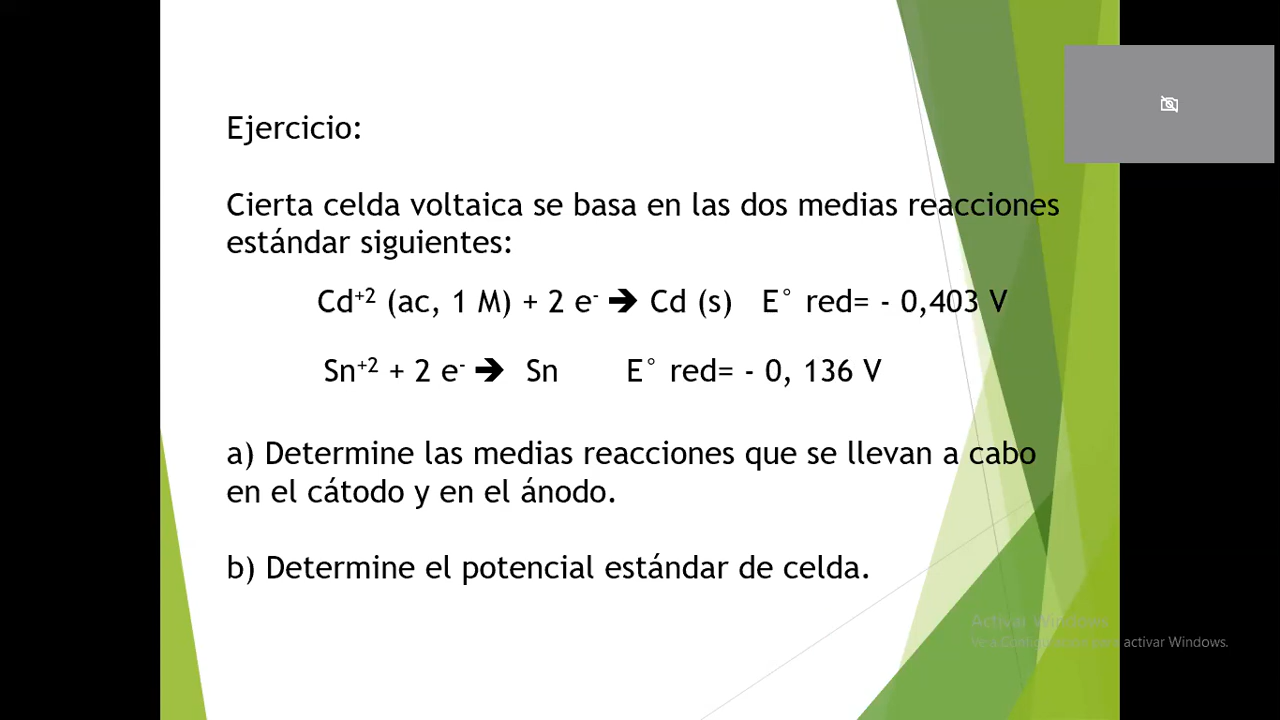 Ejercicio:
Cierta celda voltaica se basa en las dos medias reacciones
estándar siguientes:
Cd⁺² (ac, 1 M) + 2 e⁻ 🡺 Cd (s) E° red= - 0,403 V
Sn⁺² + 2 e⁻ 🡺 Sn E° red= - 0, 136 V
a) Determine las medias reacciones que se llevan a cabo
en el cátodo y en el ánodo.
b) Determine el potencial estándar de celda.
Activar Windows
Ve a Configuración para activar Windows.